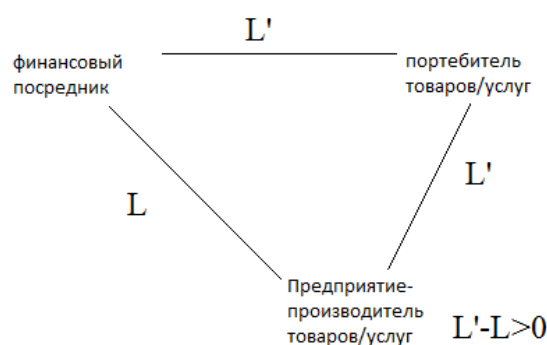 L'
финансовый
посредник
портебитель
товаров/услуг
L
L'
Предприятие-
производитель
товаров/услуг
L'-L>0